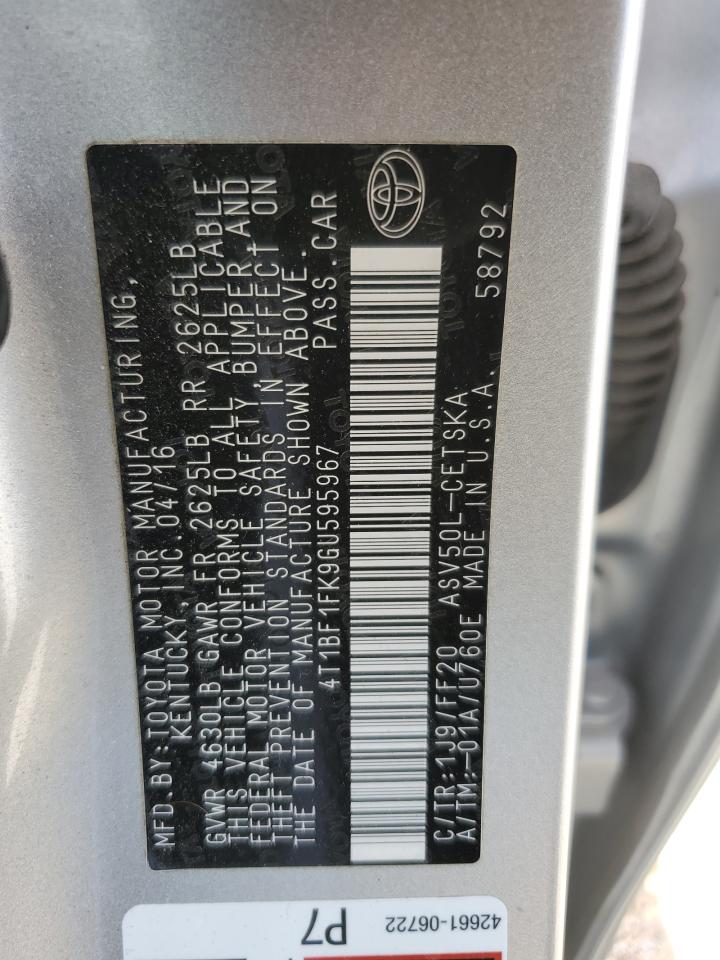 MFD.BY:TOYOTA MOTOR MANUFACTURING,
KENTUCKY,INC.04/16
GVWR 4630LB GAWR FR 2625LB RR 2625LB
THIS VEHICLE CONFORMS TO ALL APPLICABLE
FEDERAL MOTOR VEHICLE SAFETY,BUMPER,AND
THEFT PREVENTION STANDARDS IN EFFECT ON
THE DATE OF MANUFACTURE SHOWN ABOVE.
4T1BF1FK9GU595967 PASS.CAR
C/TR:1J9/FF20 ASV50L-CETSKA 58792
A/TM:-01A/U760E MADE IN U.S.A.
P7
42661-06722